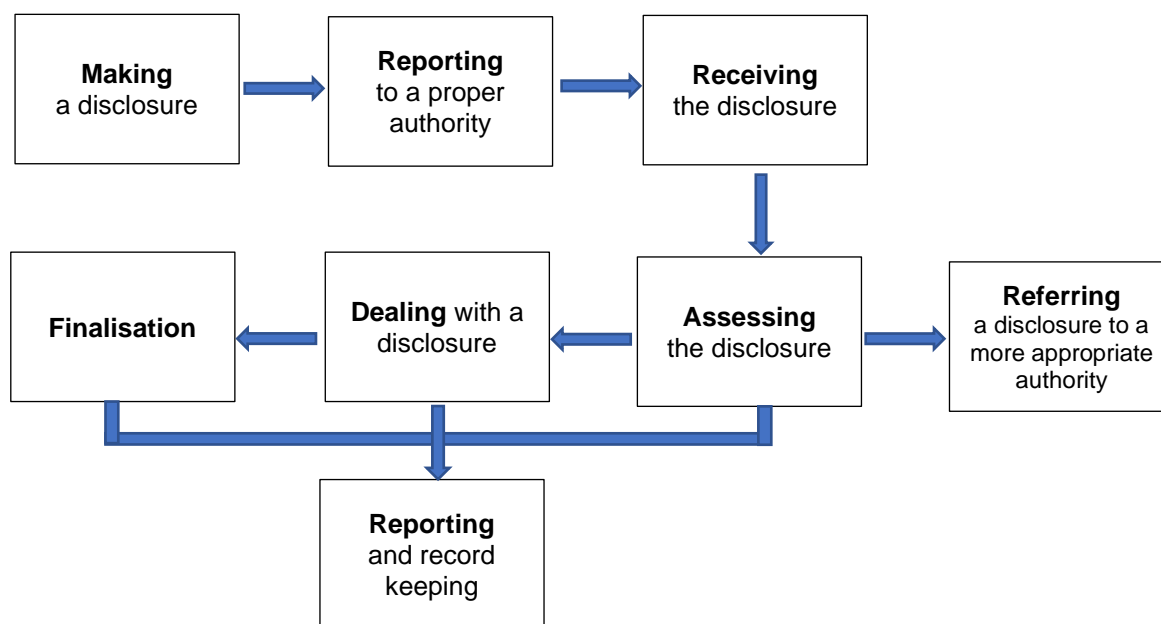 Making
a disclosure
Reporting
to a proper
authority
Receiving
the disclosure
Finalisation
Dealing with a
disclosure
Assessing
the disclosure
Referring
a disclosure to a
more appropriate
authority
Reporting
and record
keeping